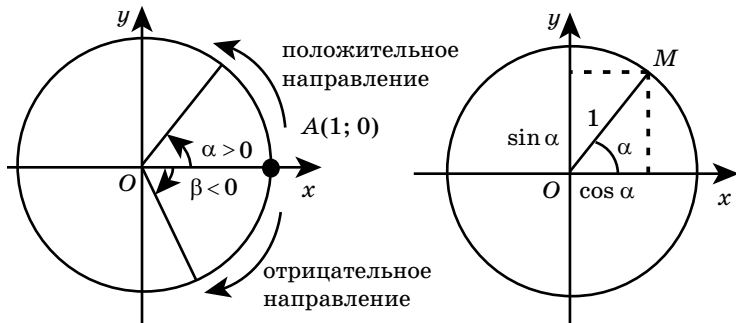 y
положительное
направление
A(1; 0)
α > 0
O
β < 0
x
отрицательное
направление
y
M
1
sin α
α
O
cos α
x